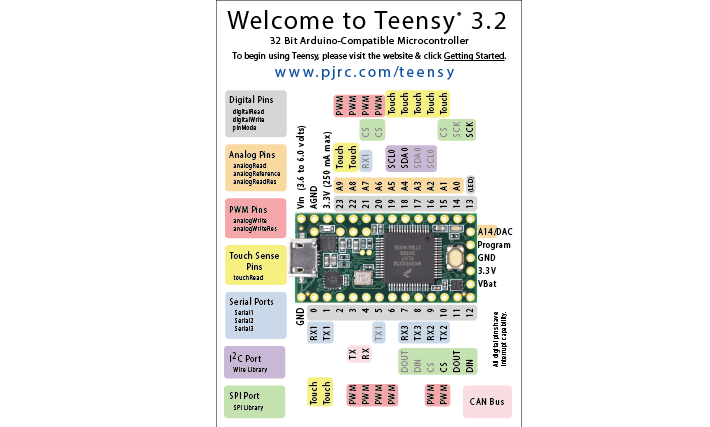 Welcome to Teensy® 3.2
32 Bit Arduino-Compatible Microcontroller
To begin using Teensy, please visit the website & click Getting Started.
www.pjrc.com/teensy
Digital Pins
digitalRead
digitalWrite
pinMode
Analog Pins
analogRead
analogReference
analogReadRes
PWM Pins
analogWrite
analogWriteRes
Touch Sense
Pins
touchRead
Serial Ports
Serial1
Serial2
Serial3
I²C Port
Wire Library
SPI Port
SPI Library
PWM PWM PWM PWM Touch Touch Touch Touch Touch
CS CS CS SCK SCK
Touch Touch RX1 SCL0 SDA0 SDA0 SCL0
Vin (3.6 to 6.0 volts)
AGND
3.3V (250 mA max)
A9 A8 A7 A6 A5 A4 A3 A2 A1 A0 (LED)
23 22 21 20 19 18 17 16 15 14 13
A14/DAC
Program
GND
3.3 V
VBat
GND 0 1 2 3 4 5 6 7 8 9 10 11 12
RX1 TX1 TX1 RX3 TX3 RX2 TX2
TX RX DOUT DIN CS CS DOUT DIN
Touch Touch PWM PWM PWM PWM PWM PWM
All digital pins have
Interrupt capability.
CAN Bus